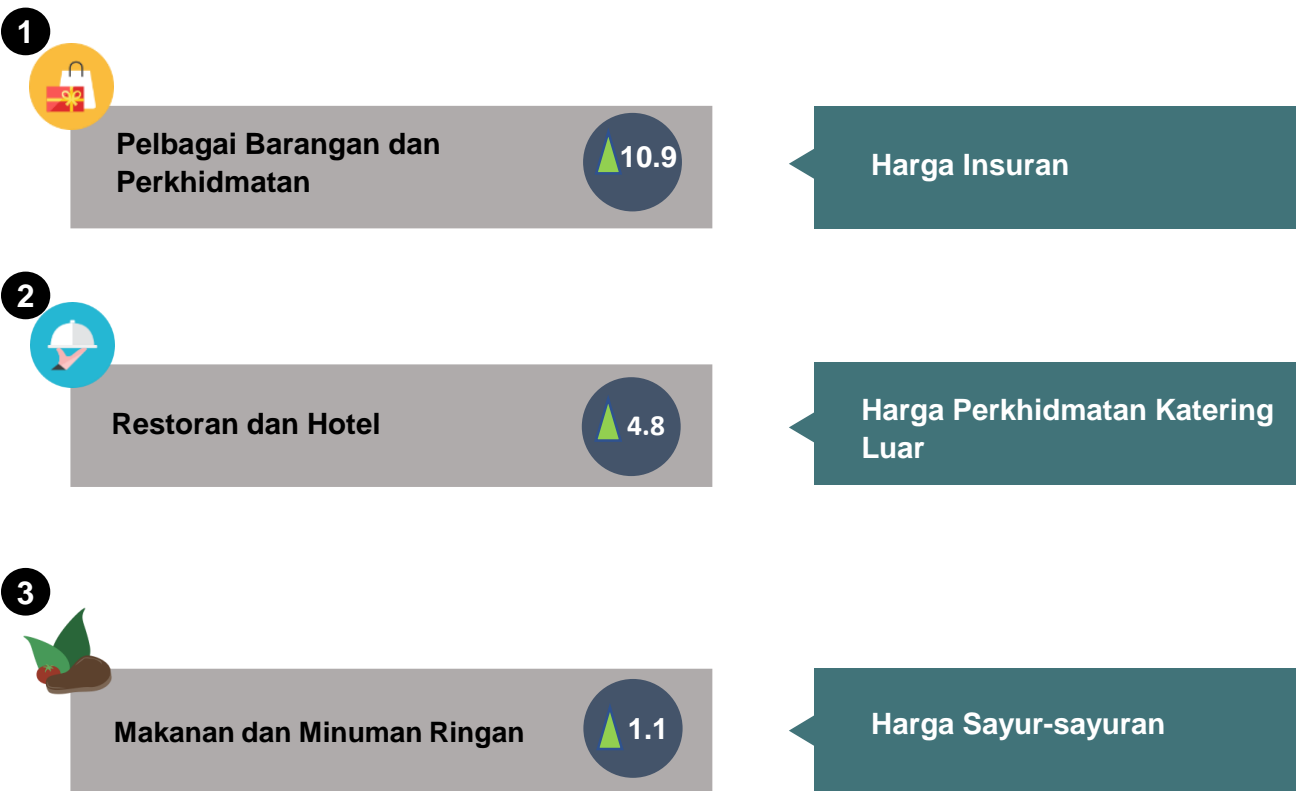 1
Pelbagai Barangan dan
Perkhidmatan
10.9
Harga Insuran
2
Restoran dan Hotel
4.8
Harga Perkhidmatan Katering
Luar
3
Makanan dan Minuman Ringan
1.1
Harga Sayur-sayuran